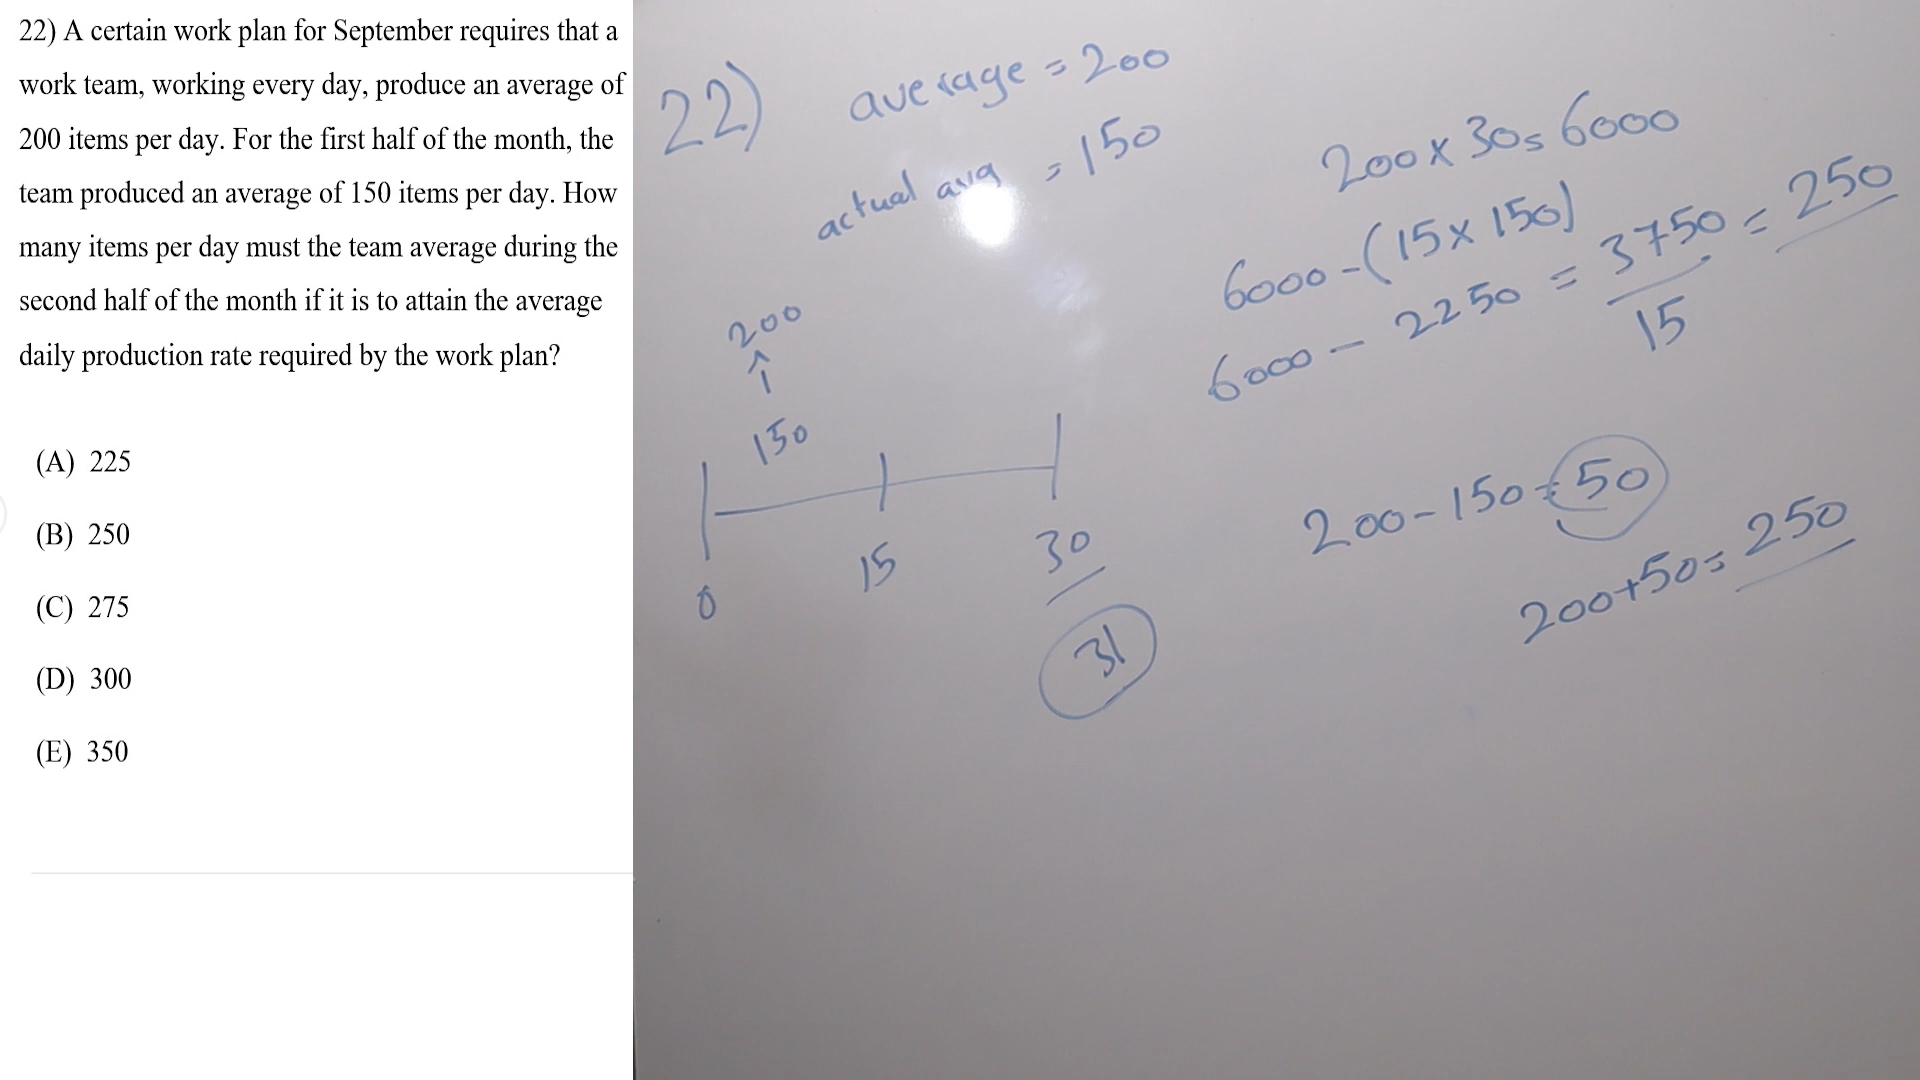 22) A certain work plan for September requires that a
work team, working every day, produce an average of
200 items per day. For the first half of the month, the
team produced an average of 150 items per day. How
many items per day must the team average during the
second half of the month if it is to attain the average
daily production rate required by the work plan?
(A) 225
(B) 250
(C) 275
(D) 300
(E) 350
22)
average = 200
actual avg = 150
200
150
0
15
30
31
200 x 30 = 6000
6000 - (15 x 150)
6000 - 2250 = 3750 = 250
15
200 - 150 = 50
200 + 50 = 250